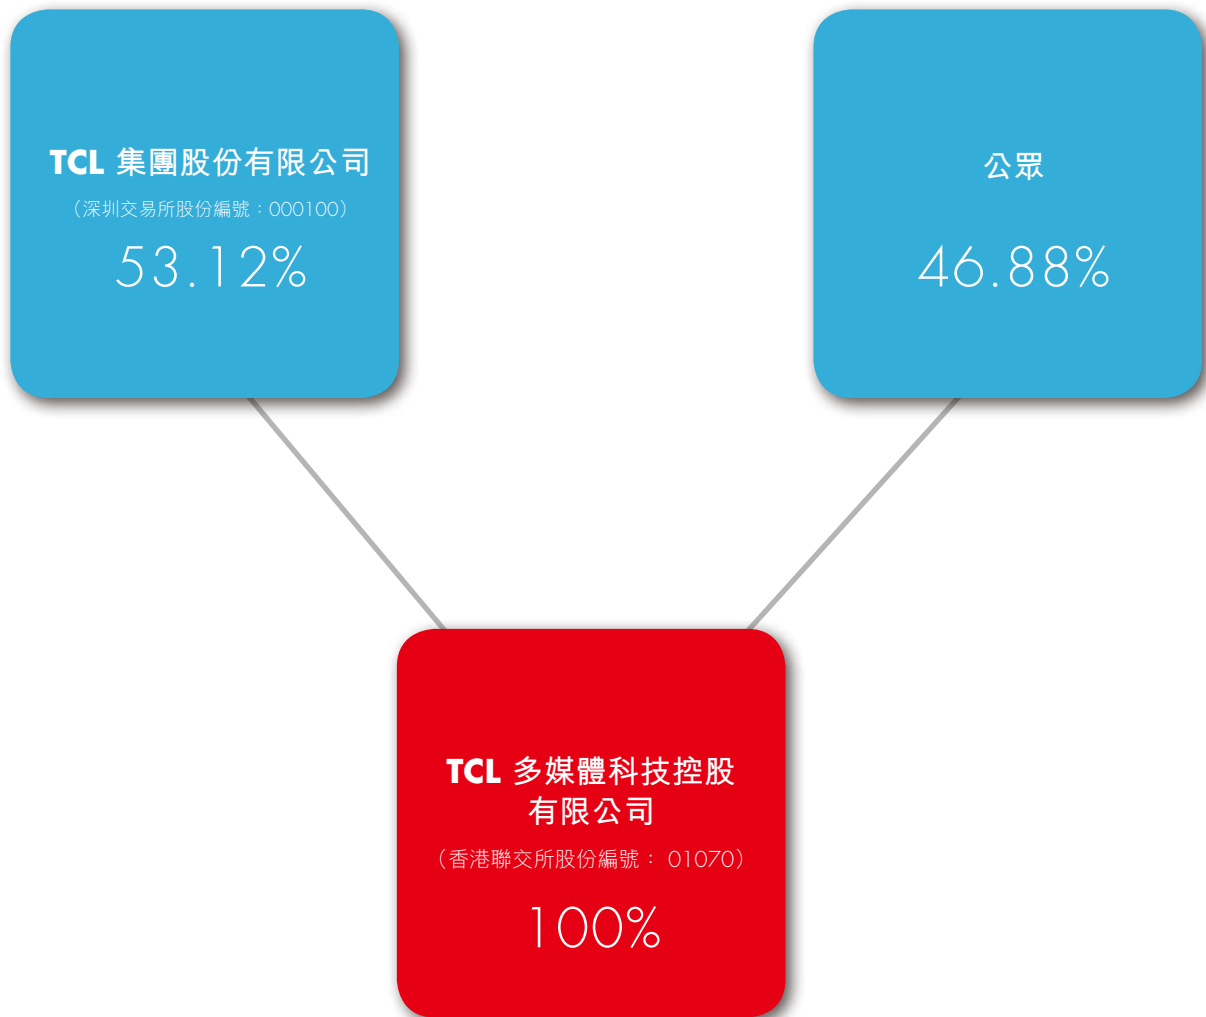 TCL 集團股份有限公司
（深圳交易所股份編號：000100）
53.12%
公眾
46.88%
TCL 多媒體科技控股
有限公司
（香港聯交所股份編號： 01070）
100%